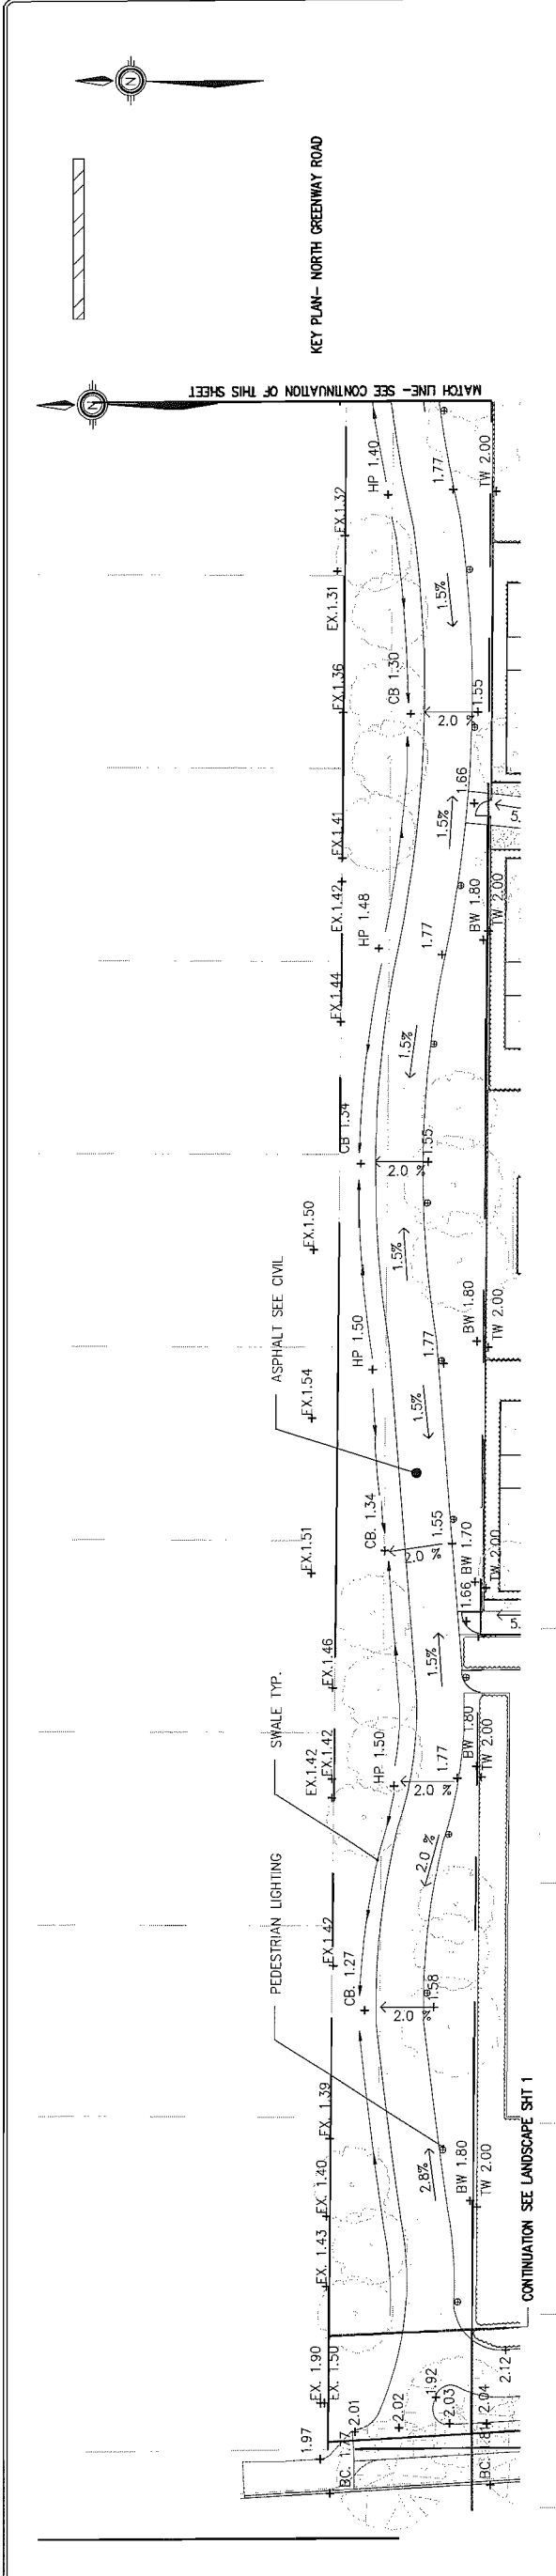 N
KEY PLAN- NORTH GREENWAY ROAD
N
MATCH LINE- SEE CONTINUATION OF THIS SHEET
EX.1.32
HP 1.40
1.77
TW 2.00
EX.1.31
1.5%
EX.1.36
CB 1.30
2.0 %
1.55
1.66
1.5%
5.
EX.1.41
EX.1.42
HP 1.48
1.77
BW 1.80
TW 2.00
EX.1.44
1.5%
CB 1.34
2.0 %
1.55
EX.1.50
1.5%
ASPHALT SEE CIVIL
HP 1.50
1.77
BW 1.80
TW 2.00
EX.1.54
1.5%
CB. 1.34
2.0 %
1.55
EX.1.51
BW 1.70
TW 2.00
1.66
5.
EX.1.46
1.5%
SWALE TYP.
EX.1.42
EX.1.42
HP 1.50
2.0 %
1.77
BW 1.80
TW 2.00
2.0 %
PEDESTRIAN LIGHTING
EX.1.42
CB. 1.27
2.0 %
1.58
EX. 1.39
2.8%
BW 1.80
TW 2.00
EX. 1.40
EX. 1.43
CONTINUATION SEE LANDSCAPE SHT 1
EX. 1.90
EX. 1.50
1.92
2.12
1.97
2.01
2.02
2.03
2.04
BC. 1.77
BC.